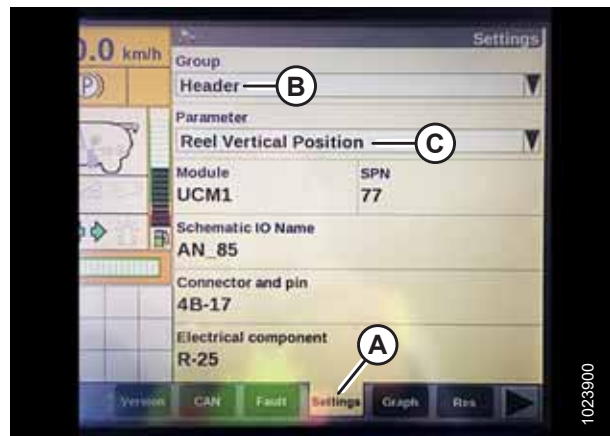 .0 km/h
Settings
Group
Header
B
Parameter
Reel Vertical Position
C
Module
SPN
UCM1
77
Schematic IO Name
AN_85
Connector and pin
4B-17
Electrical component
R-25
A
Version
CAN
Fault
Settings
Graph
Res
1023900